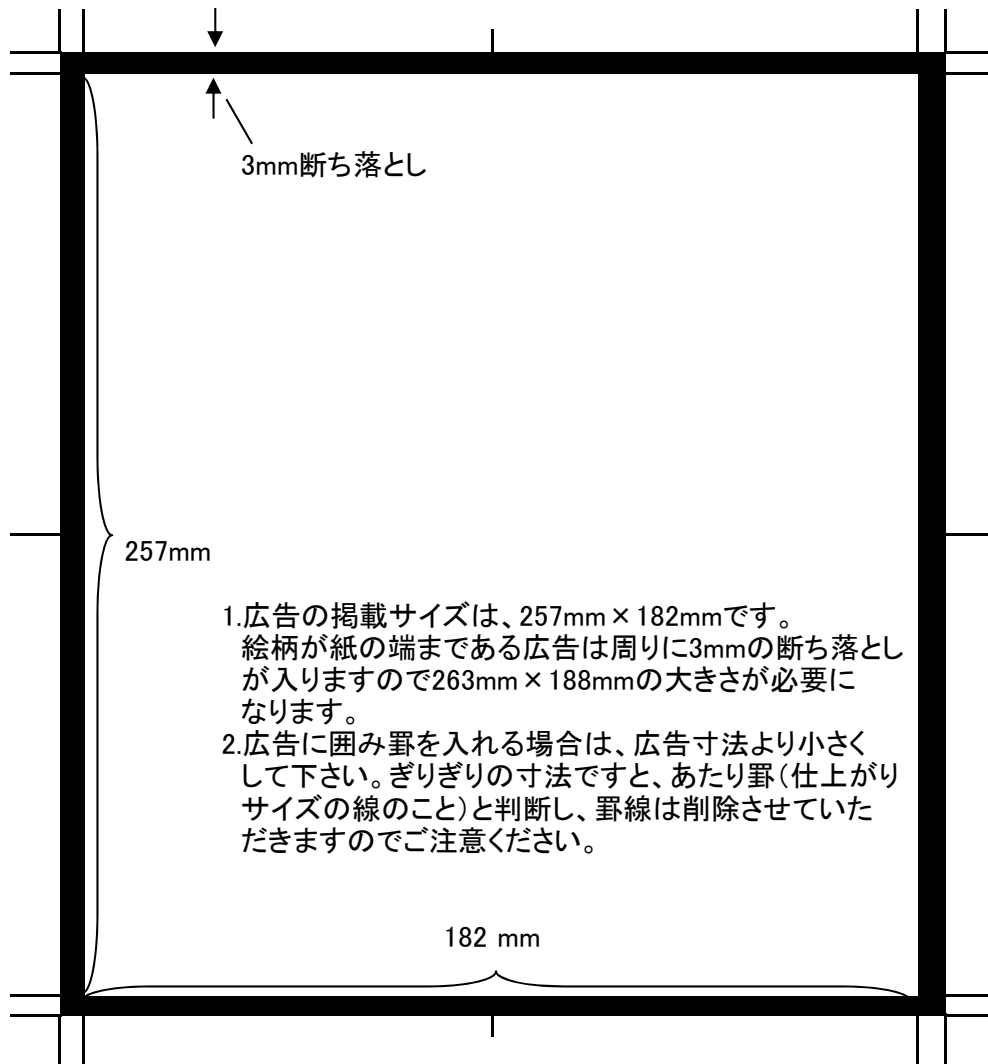 3mm断ち落とし
257mm
1.広告の掲載サイズは、257mm×182mmです。
絵柄が紙の端まである広告は周りに3mmの断ち落とし
が入りますので263mm×188mmの大きさが必要に
なります。
2.広告に囲み罫を入れる場合は、広告寸法より小さく
して下さい。ぎりぎりの寸法ですと、あたり罫（仕上がり
サイズの線のこと）と判断し、罫線は削除させていた
だきますのでご注意ください。
182 mm